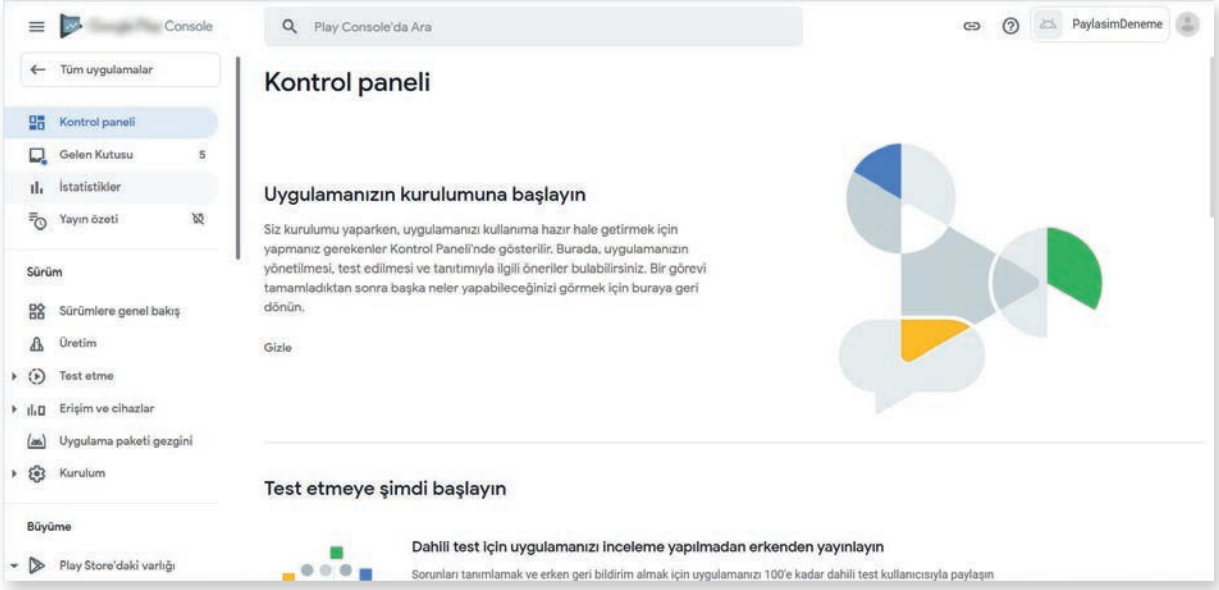 Console
Play Console'da Ara
PaylasimDeneme
Tüm uygulamalar
Kontrol paneli
Gelen Kutusu 5
İstatistikler
Yayın özeti
Sürüm
Sürümlere genel bakış
Üretim
Test etme
Erişim ve cihazlar
Uygulama paketi gezgini
Kurulum
Büyüme
Play Store'daki varlığı
Kontrol paneli
Uygulamanızın kurulumuna başlayın
Siz kurulumu yaparken, uygulamanızı kullanıma hazır hale getirmek için
yapmanız gerekenler Kontrol Paneli'nde gösterilir. Burada, uygulamanızın
yönetilmesi, test edilmesi ve tanıtımıyla ilgili öneriler bulabilirsiniz. Bir görevi
tamamladıktan sonra başka neler yapabileceğinizi görmek için buraya geri
dönün.
Gizle
Test etmeye şimdi başlayın
Dahili test için uygulamanızı inceleme yapılmadan erkenden yayınlayın
Sorunları tanımlamak ve erken geri bildirim almak için uygulamanızı 100'e kadar dahili test kullanıcısıyla paylaşın